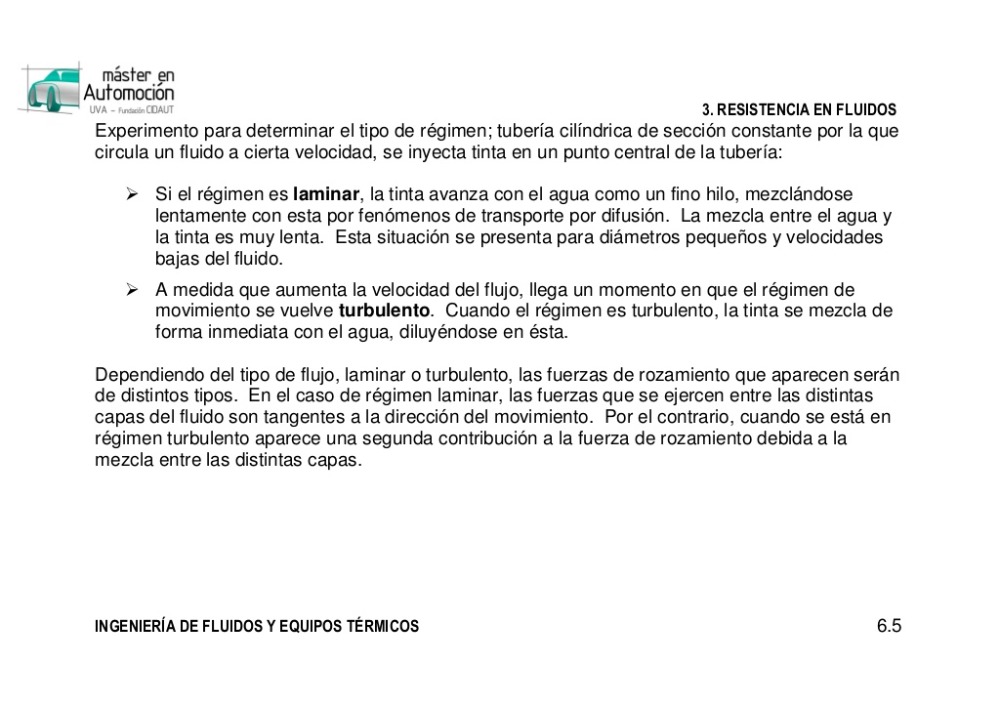 máster en
Automoción
UVA – Fundación CIDAUT
3. RESISTENCIA EN FLUIDOS
Experimento para determinar el tipo de régimen; tubería cilíndrica de sección constante por la que
circula un fluido a cierta velocidad, se inyecta tinta en un punto central de la tubería:
➢ Si el régimen es laminar, la tinta avanza con el agua como un fino hilo, mezclándose
lentamente con esta por fenómenos de transporte por difusión. La mezcla entre el agua y
la tinta es muy lenta. Esta situación se presenta para diámetros pequeños y velocidades
bajas del fluido.
➢ A medida que aumenta la velocidad del flujo, llega un momento en que el régimen de
movimiento se vuelve turbulento. Cuando el régimen es turbulento, la tinta se mezcla de
forma inmediata con el agua, diluyéndose en ésta.
Dependiendo del tipo de flujo, laminar o turbulento, las fuerzas de rozamiento que aparecen serán
de distintos tipos. En el caso de régimen laminar, las fuerzas que se ejercen entre las distintas
capas del fluido son tangentes a la dirección del movimiento. Por el contrario, cuando se está en
régimen turbulento aparece una segunda contribución a la fuerza de rozamiento debida a la
mezcla entre las distintas capas.
INGENIERÍA DE FLUIDOS Y EQUIPOS TÉRMICOS
6.5